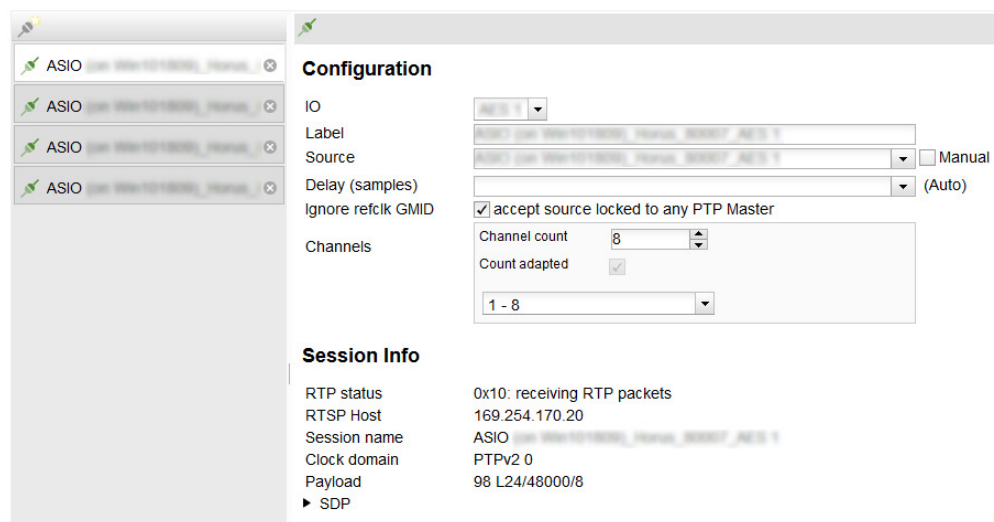 ASIO
ASIO
ASIO
ASIO
Configuration
IO
Label
Source
Manual
Delay (samples)
(Auto)
Ignore refclk GMID
accept source locked to any PTP Master
Channels
Channel count
8
Count adapted
1 - 8
Session Info
RTP status 0x10: receiving RTP packets
RTSP Host 169.254.170.20
Session name ASIO
Clock domain PTPv2 0
Payload 98 L24/48000/8
SDP